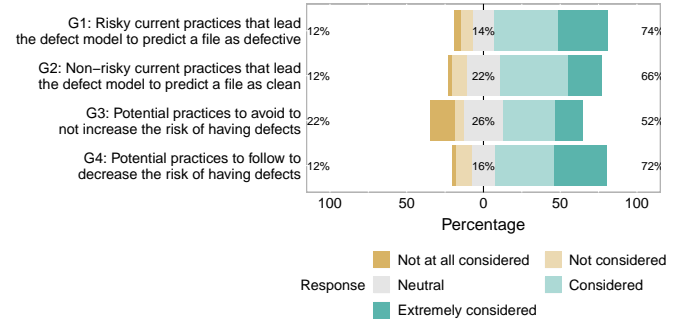 G1: Risky current practices that lead
the defect model to predict a file as defective
12%
14%
74%
G2: Non−risky current practices that lead
the defect model to predict a file as clean
12%
22%
66%
G3: Potential practices to avoid to
not increase the risk of having defects
22%
26%
52%
G4: Potential practices to follow to
decrease the risk of having defects
12%
16%
72%
100 50 0 50 100
Percentage
Response
Not at all considered
Not considered
Neutral
Considered
Extremely considered